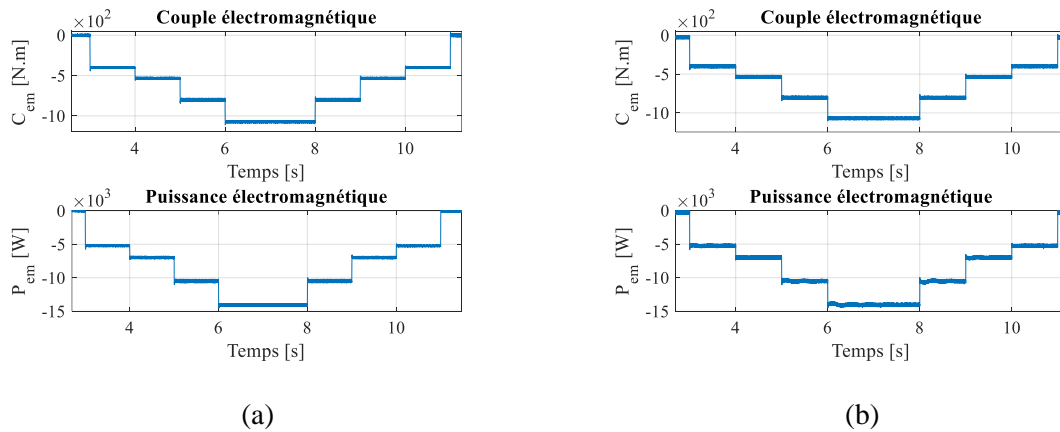 Couple électromagnétique
×10²
0
-5
-10
C_em [N.m]
4 6 8 10
Temps [s]
Puissance électromagnétique
×10³
0
-5
-10
-15
P_em [W]
4 6 8 10
Temps [s]
(a)
Couple électromagnétique
×10²
0
-5
-10
C_em [N.m]
4 6 8 10
Temps [s]
Puissance électromagnétique
×10³
0
-5
-10
-15
P_em [W]
4 6 8 10
Temps [s]
(b)